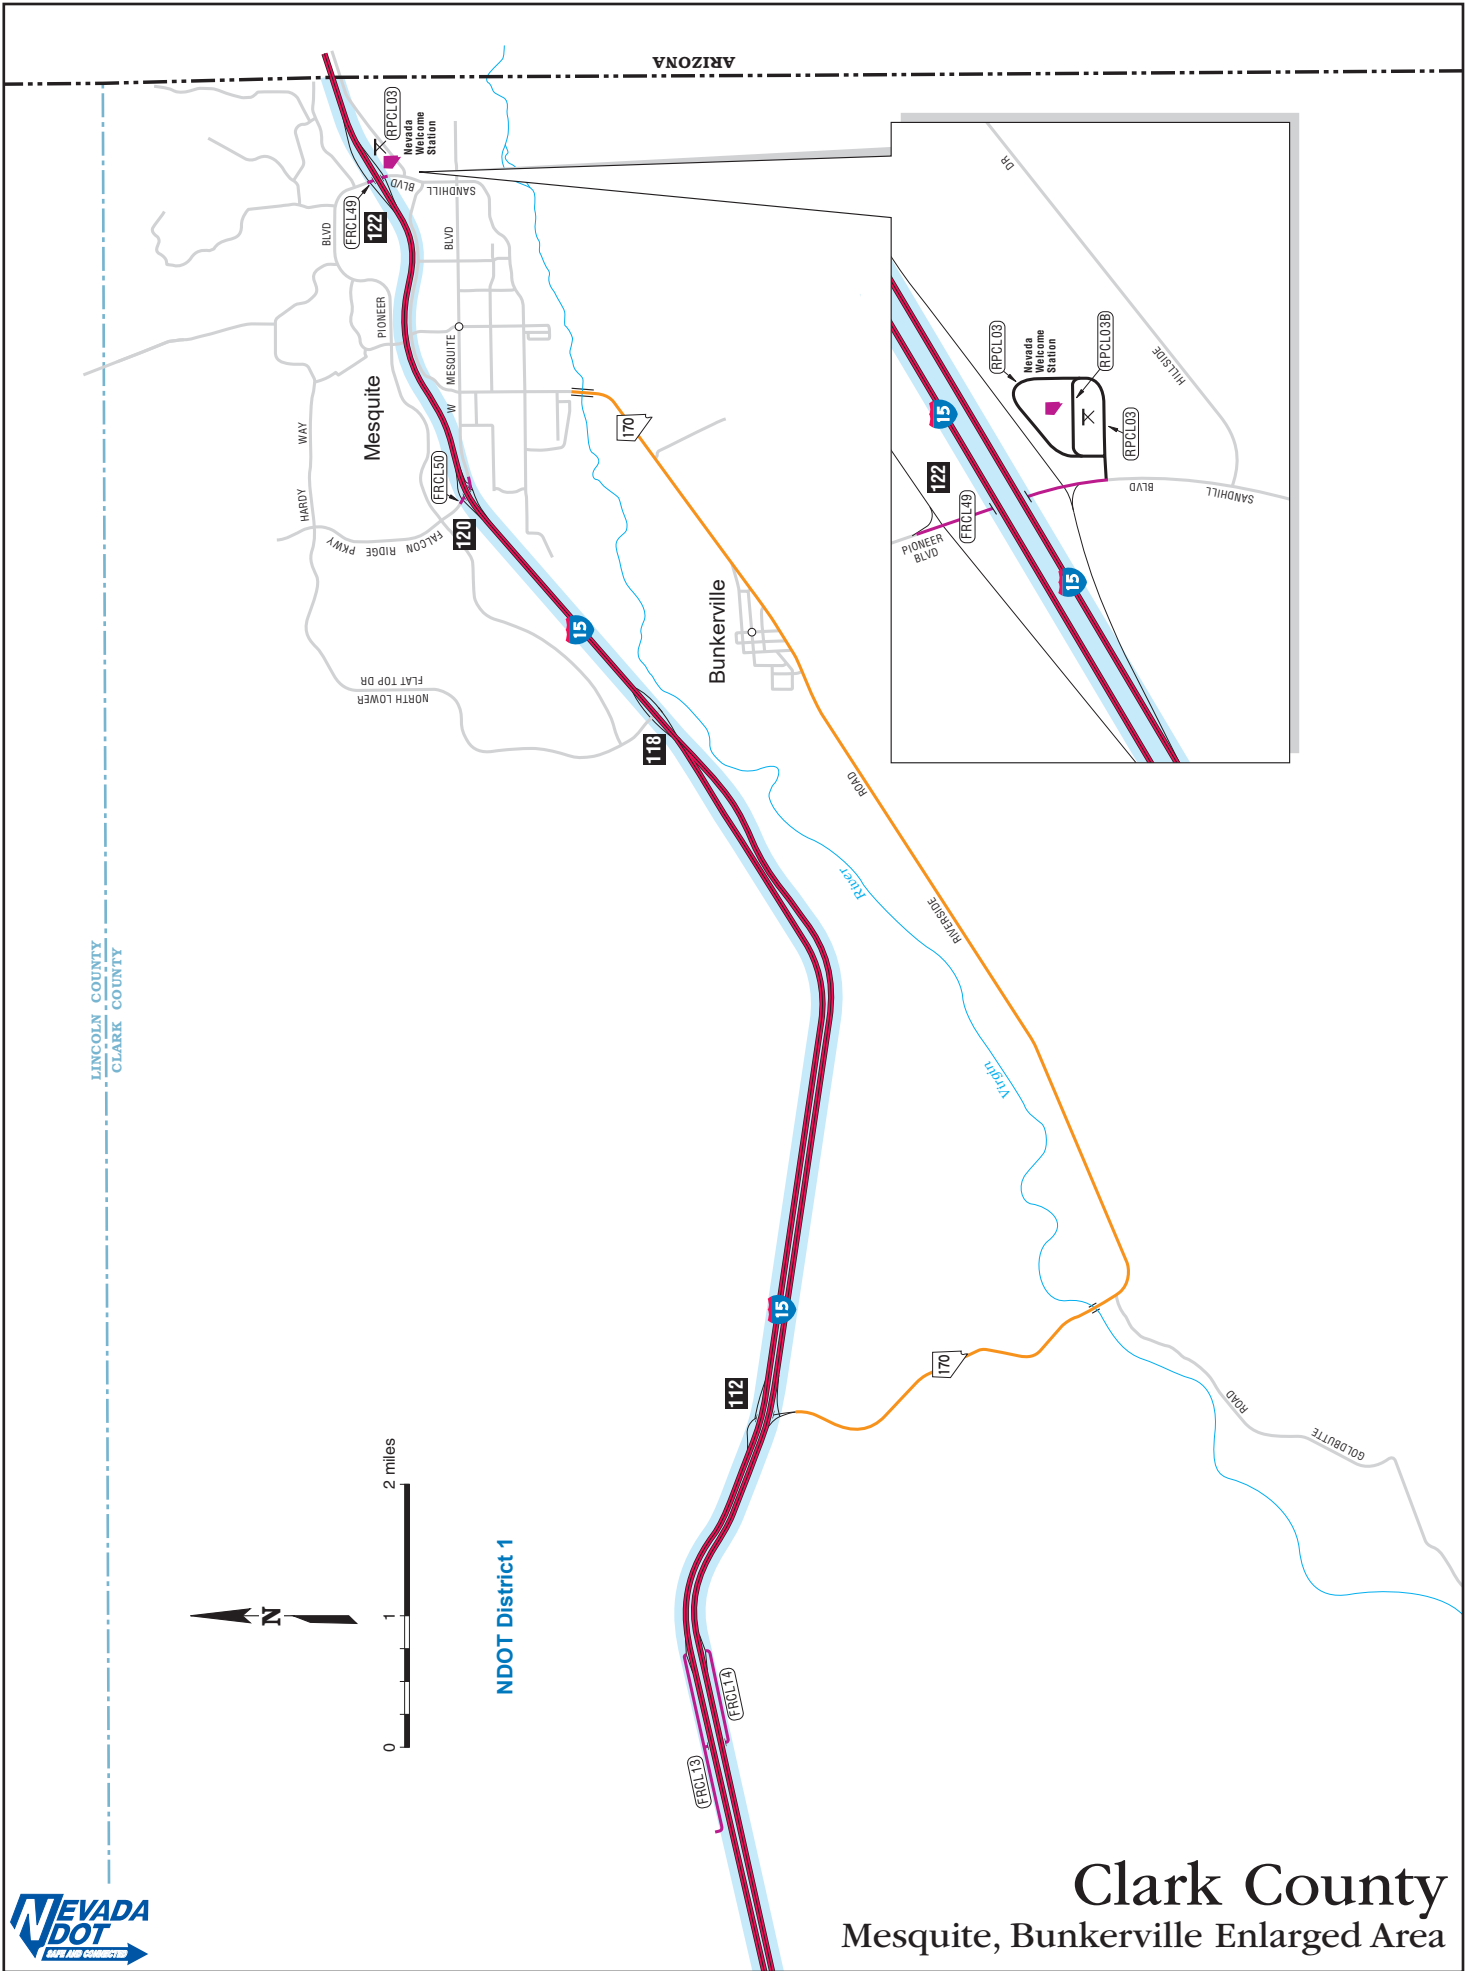 ARIZONA
LINCOLN COUNTY
CLARK COUNTY
RPCL03
Nevada
Welcome
Station
FRCL49
122
BLVD
SANDHILL
BLVD
BLVD
PIONEER
MESQUITE
W
Mesquite
HARDY WAY
FRCL50
120
FALCON RIDGE PKWY
170
15
Bunkerville
NORTH LOWER
FLAT TOP DR
118
ROAD
RIVERSIDE
River
Virgin
15
112
170
ROAD
GOLDBUTTE
DR
HILLSIDE
RPCL03
Nevada
Welcome
Station
RPCL03B
RPCL03
15
122
FRCL49
PIONEER
BLVD
15
BLVD
SANDHILL
N
0 1 2 miles
NDOT District 1
FRCL14
FRCL13
NEVADA
DOT
SAFE AND CONNECTED
Clark County
Mesquite, Bunkerville Enlarged Area